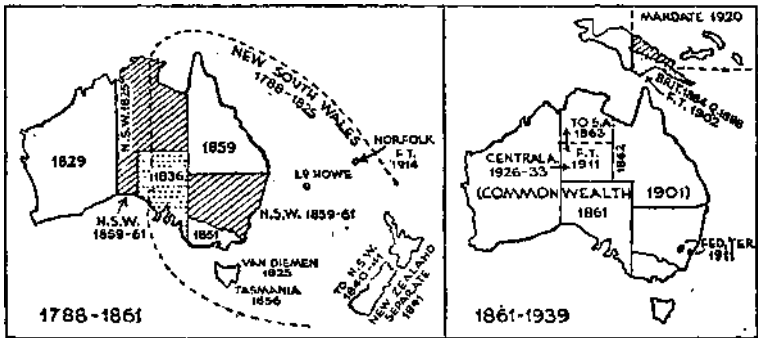 NEW SOUTH WALES
1788-1825
N.S.W. 1825
1829
1836
1859
NORFOLK
F.T.
1914
LD HOWE
N.S.W.
1859-61
N.S.W. 1859-61
1851
VAN DIEMEN
1825
TASMANIA
1856
TO N.S.W.
1840-41
NEW ZEALAND
SEPARATE
1841
1788-1861
MANDATE 1920
BRIT. 1884 & 1888
F.T. 1902
TO S.A.
1863
1862
F.T.
1911
CENTRAL A.
1926-33
(COMMONWEALTH
1901)
1861
FED. TER.
1911
1861-1939